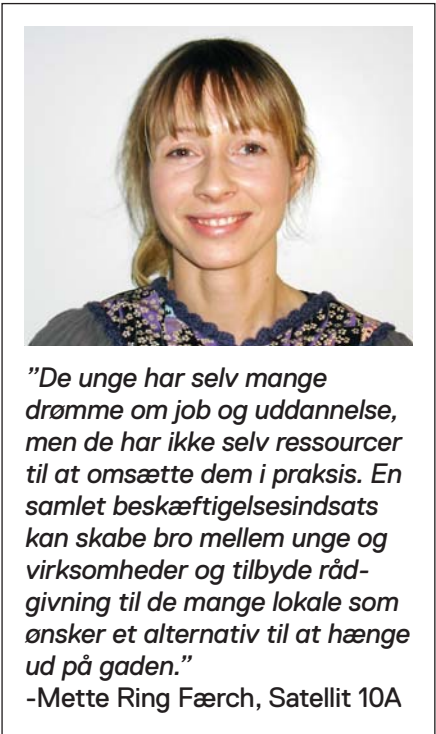 ”De unge har selv mange
drømme om job og uddannelse,
men de har ikke selv ressourcer
til at omsætte dem i praksis. En
samlet beskæftigelsesindsats
kan skabe bro mellem unge og
virksomheder og tilbyde råd-
givning til de mange lokale som
ønsker et alternativ til at hænge
ud på gaden.”
-Mette Ring Færch, Satellit 10A